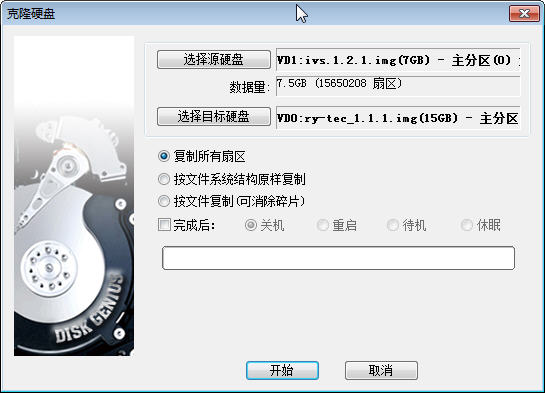 克隆硬盘
选择源硬盘
VD1:ivs.1.2.1.img(7GB) - 主分区(0)
数据量:
7.5GB (15650208 扇区)
选择目标硬盘
VD0:ry-tec_1.1.1.img(15GB) - 主分区
复制所有扇区
按文件系统结构原样复制
按文件复制(可消除碎片)
完成后: 关机 重启 待机 休眠
DISK GENIUS
开始 取消